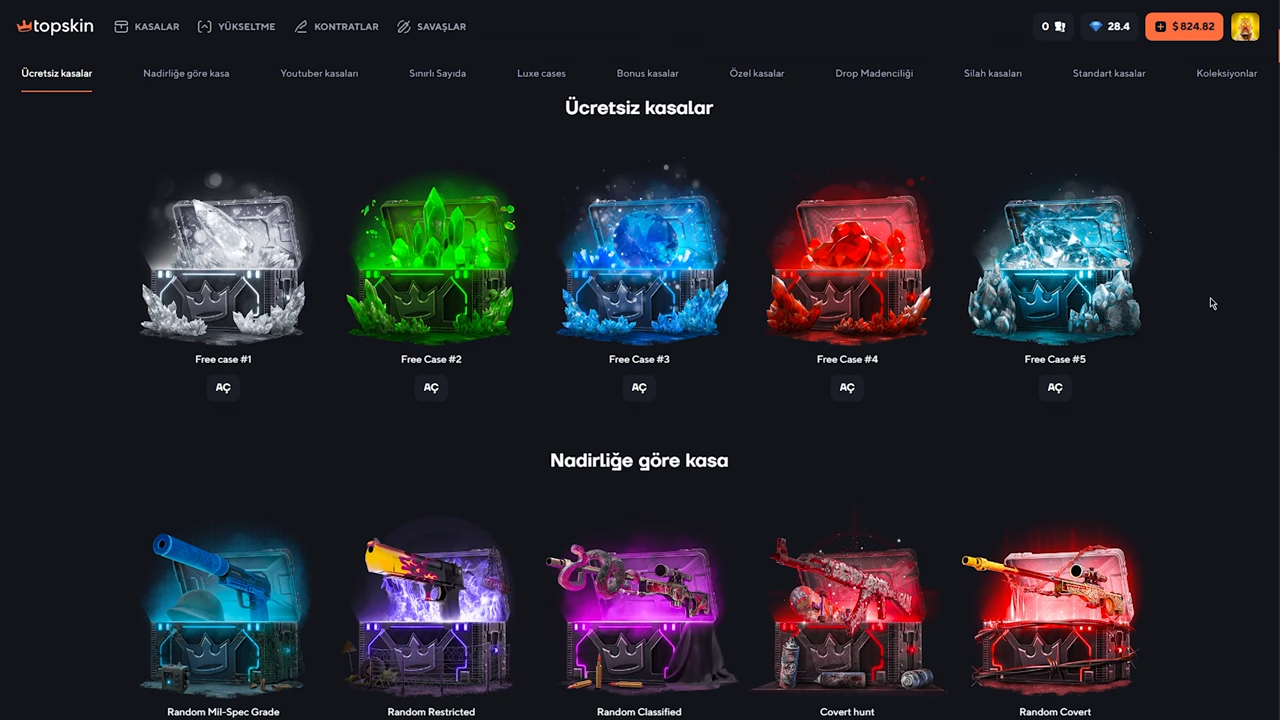 topskin
KASALAR
YÜKSELTME
KONTRATLAR
SAVAŞLAR
0
28.4
$ 824.82
Ücretsiz kasalar
Nadirliğe göre kasa
Youtuber kasaları
Sınırlı Sayıda
Luxe cases
Bonus kasalar
Özel kasalar
Drop Madenciliği
Silah kasaları
Standart kasalar
Koleksiyonlar
Ücretsiz kasalar
Free case #1
Free Case #2
Free Case #3
Free Case #4
Free Case #5
AÇ
AÇ
AÇ
AÇ
AÇ
Nadirliğe göre kasa
Random Mil-Spec Grade
Random Restricted
Random Classified
Covert hunt
Random Covert